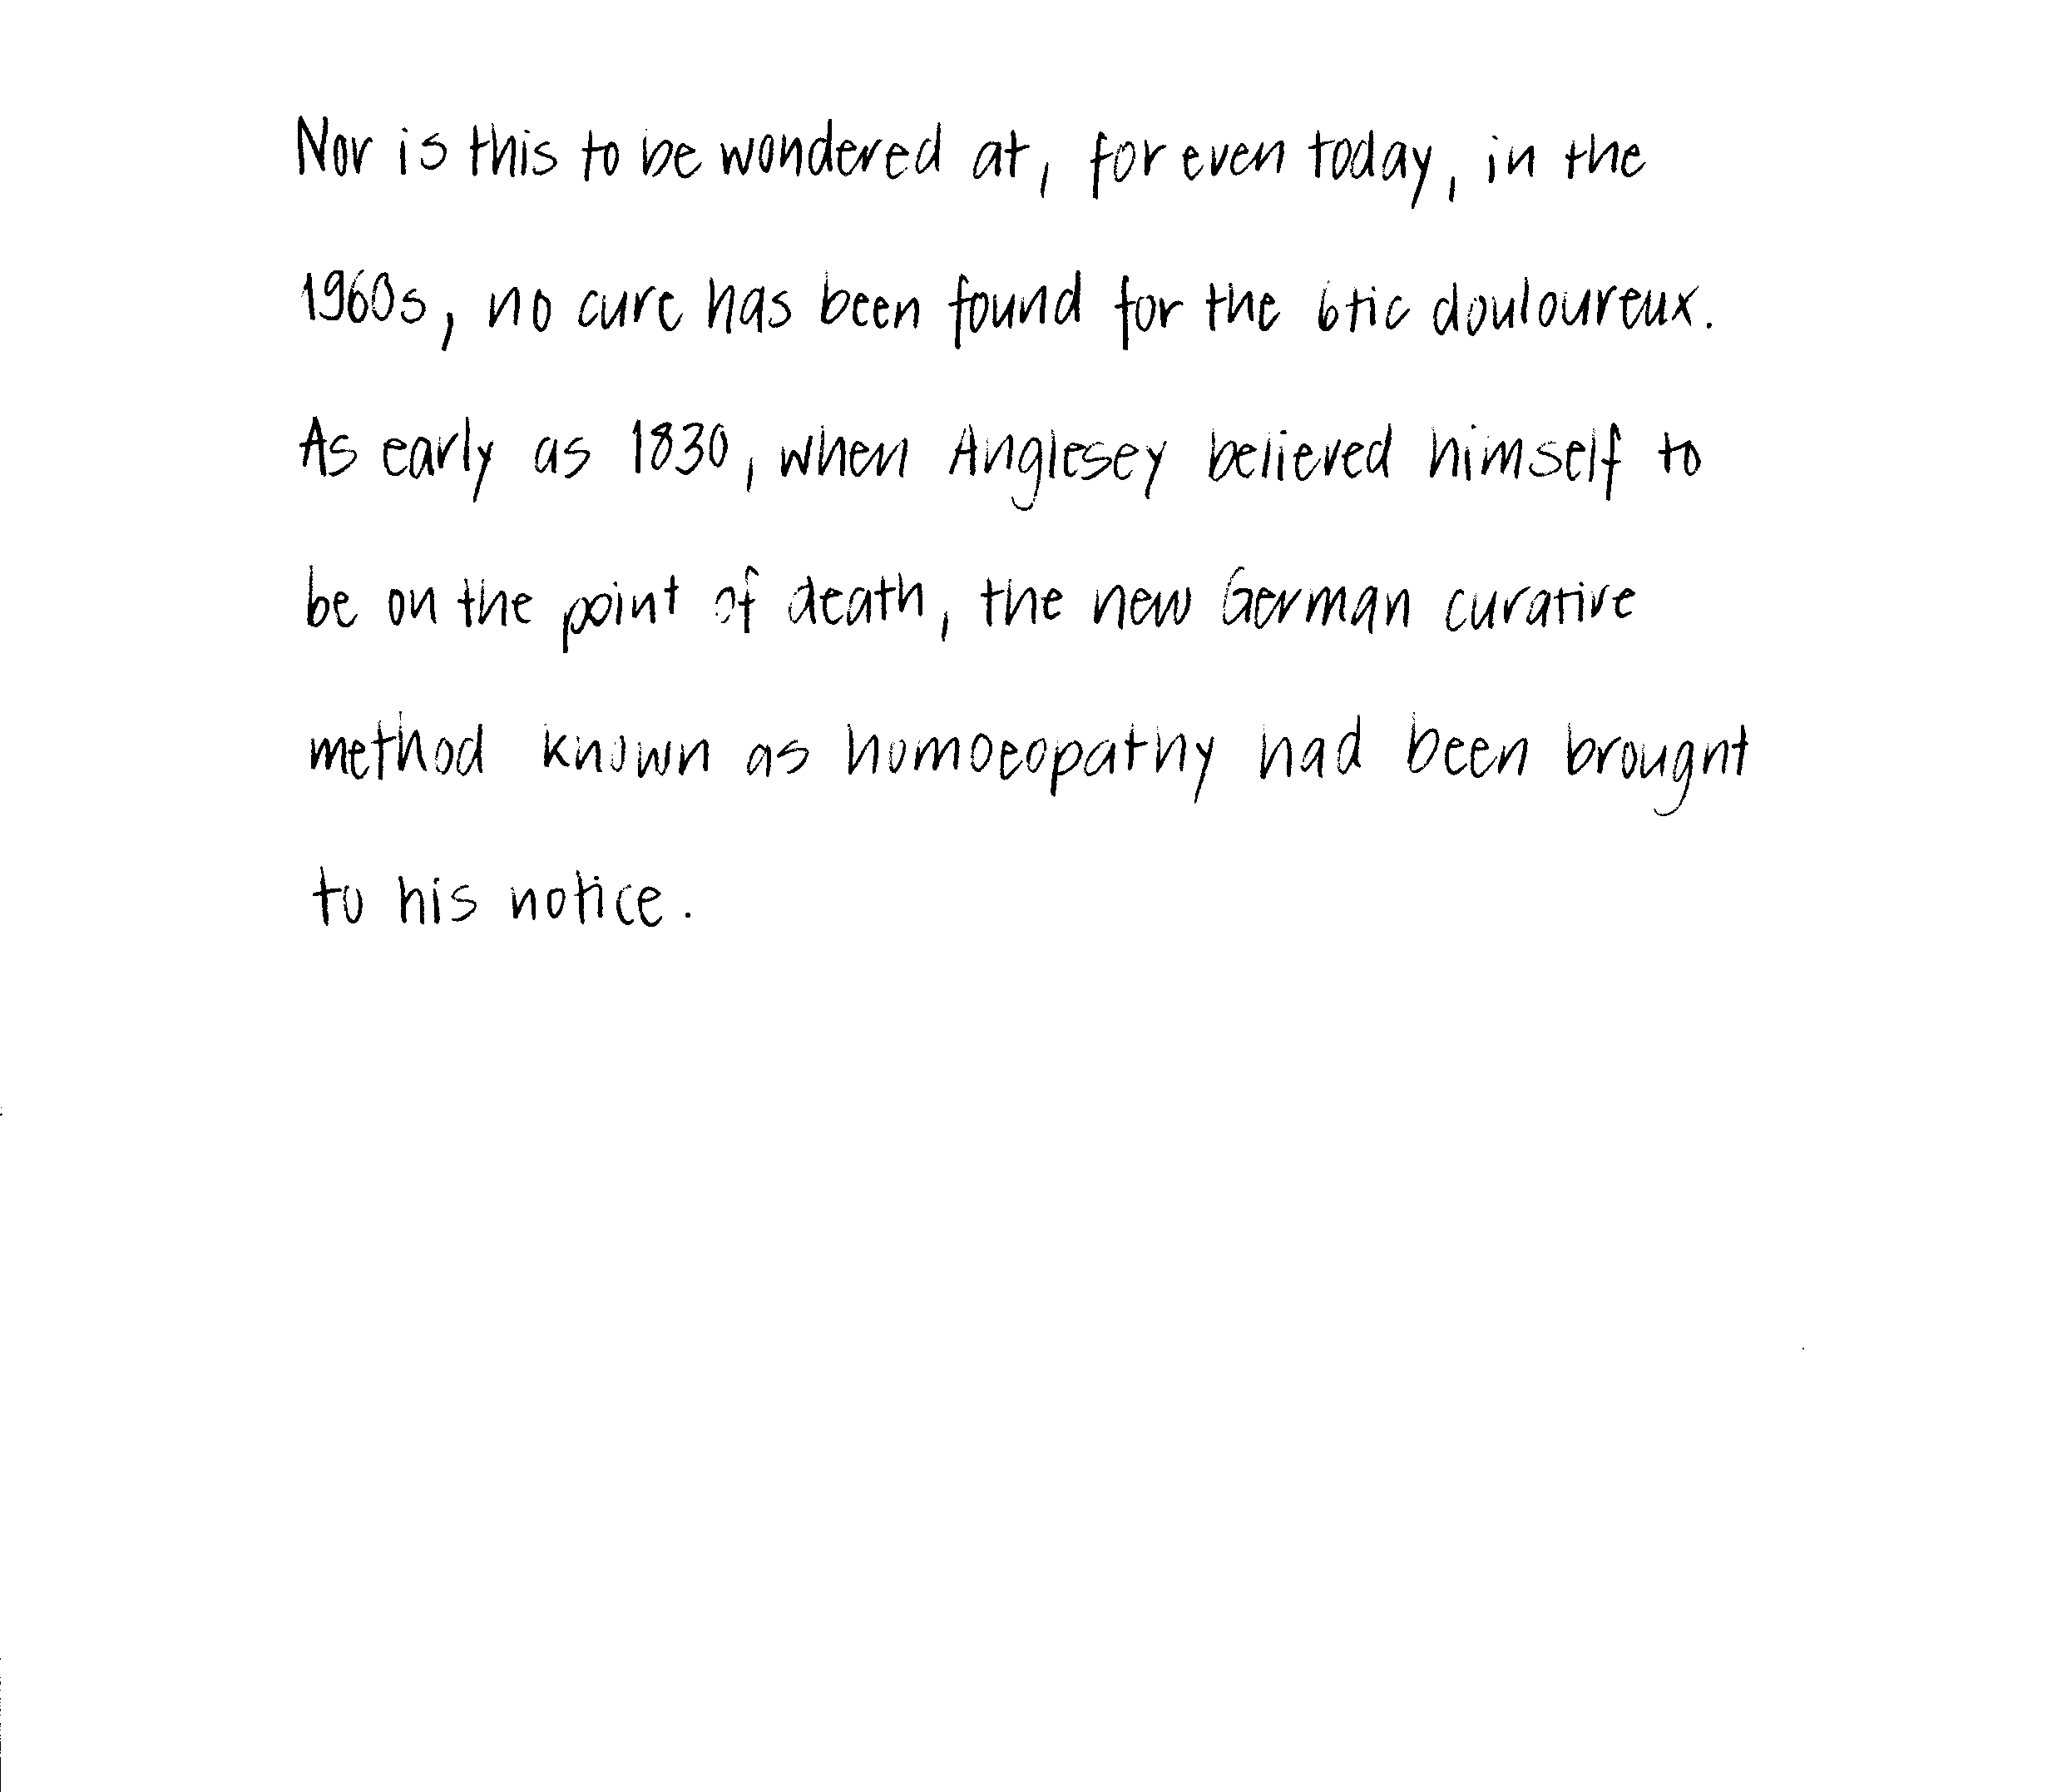 Nor is this to be wondered at, for even today, in the
1960s, no cure has been found for the 6tic douloureux.
As early as 1830, when Anglesey believed himself to
be on the point of death, the new German curative
method known as homoeopathy had been brought
to his notice.